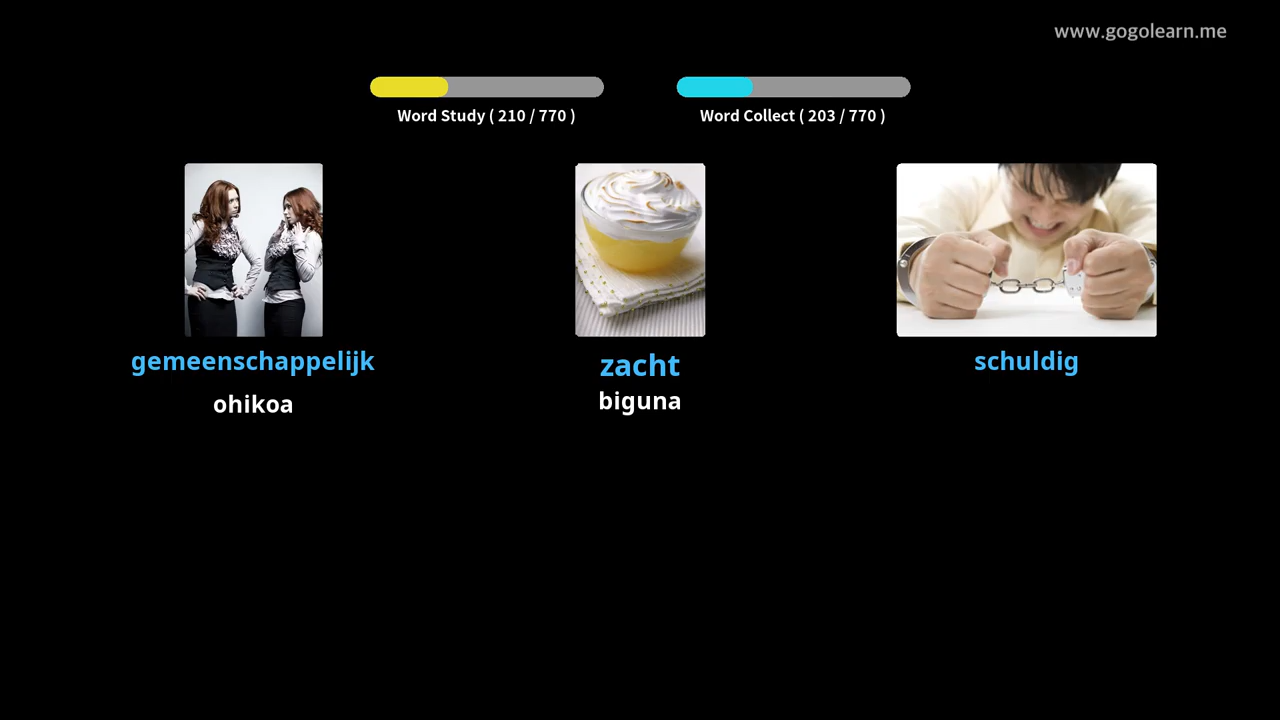 www.gogolearn.me
Word Study ( 210 / 770 )
Word Collect ( 203 / 770 )
gemeenschappelijk
ohikoa
zacht
biguna
schuldig